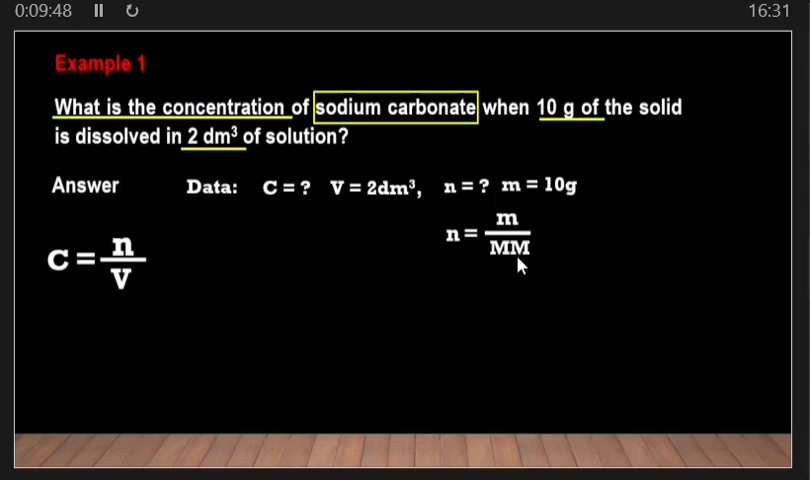 0:09:48 16:31
Example 1
What is the concentration of sodium carbonate when 10 g of the solid
is dissolved in 2 dm³ of solution?
Answer Data: C = ? V = 2dm³, n = ? m = 10g
n = m/MM
C = n/V